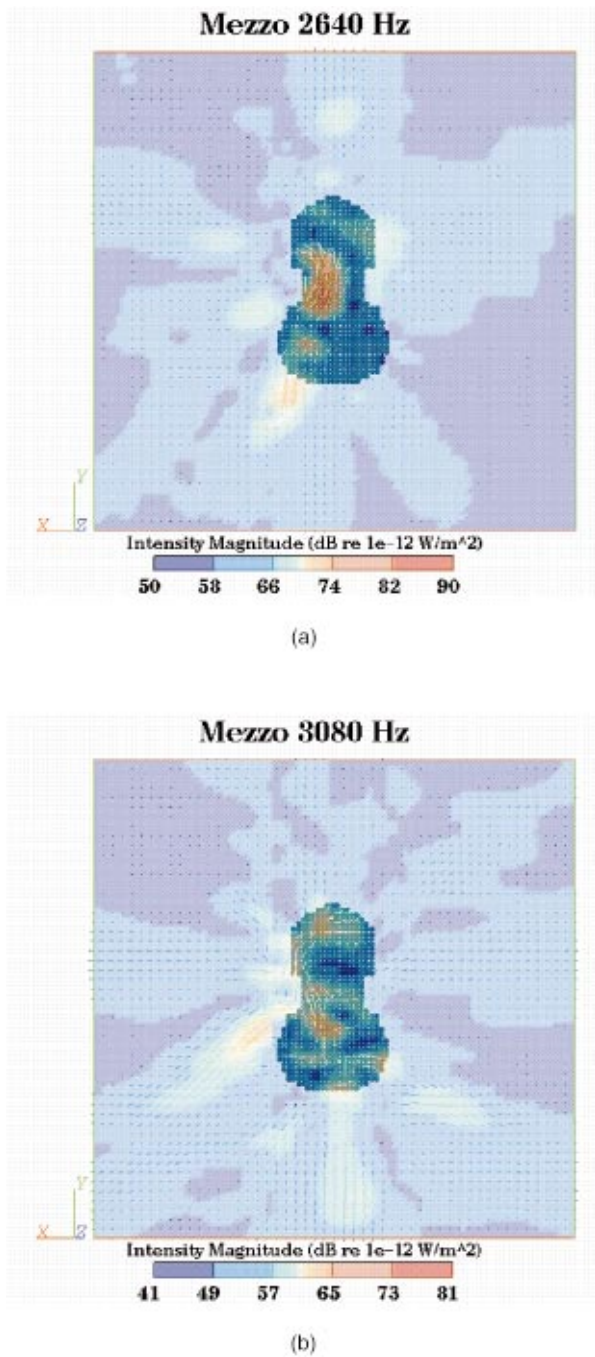 Mezzo 2640 Hz
Y
X Z
Intensity Magnitude (dB re 1e-12 W/m^2)
50 58 66 74 82 90
(a)
Mezzo 3080 Hz
Y
X Z
Intensity Magnitude (dB re 1e-12 W/m^2)
41 49 57 65 73 81
(b)